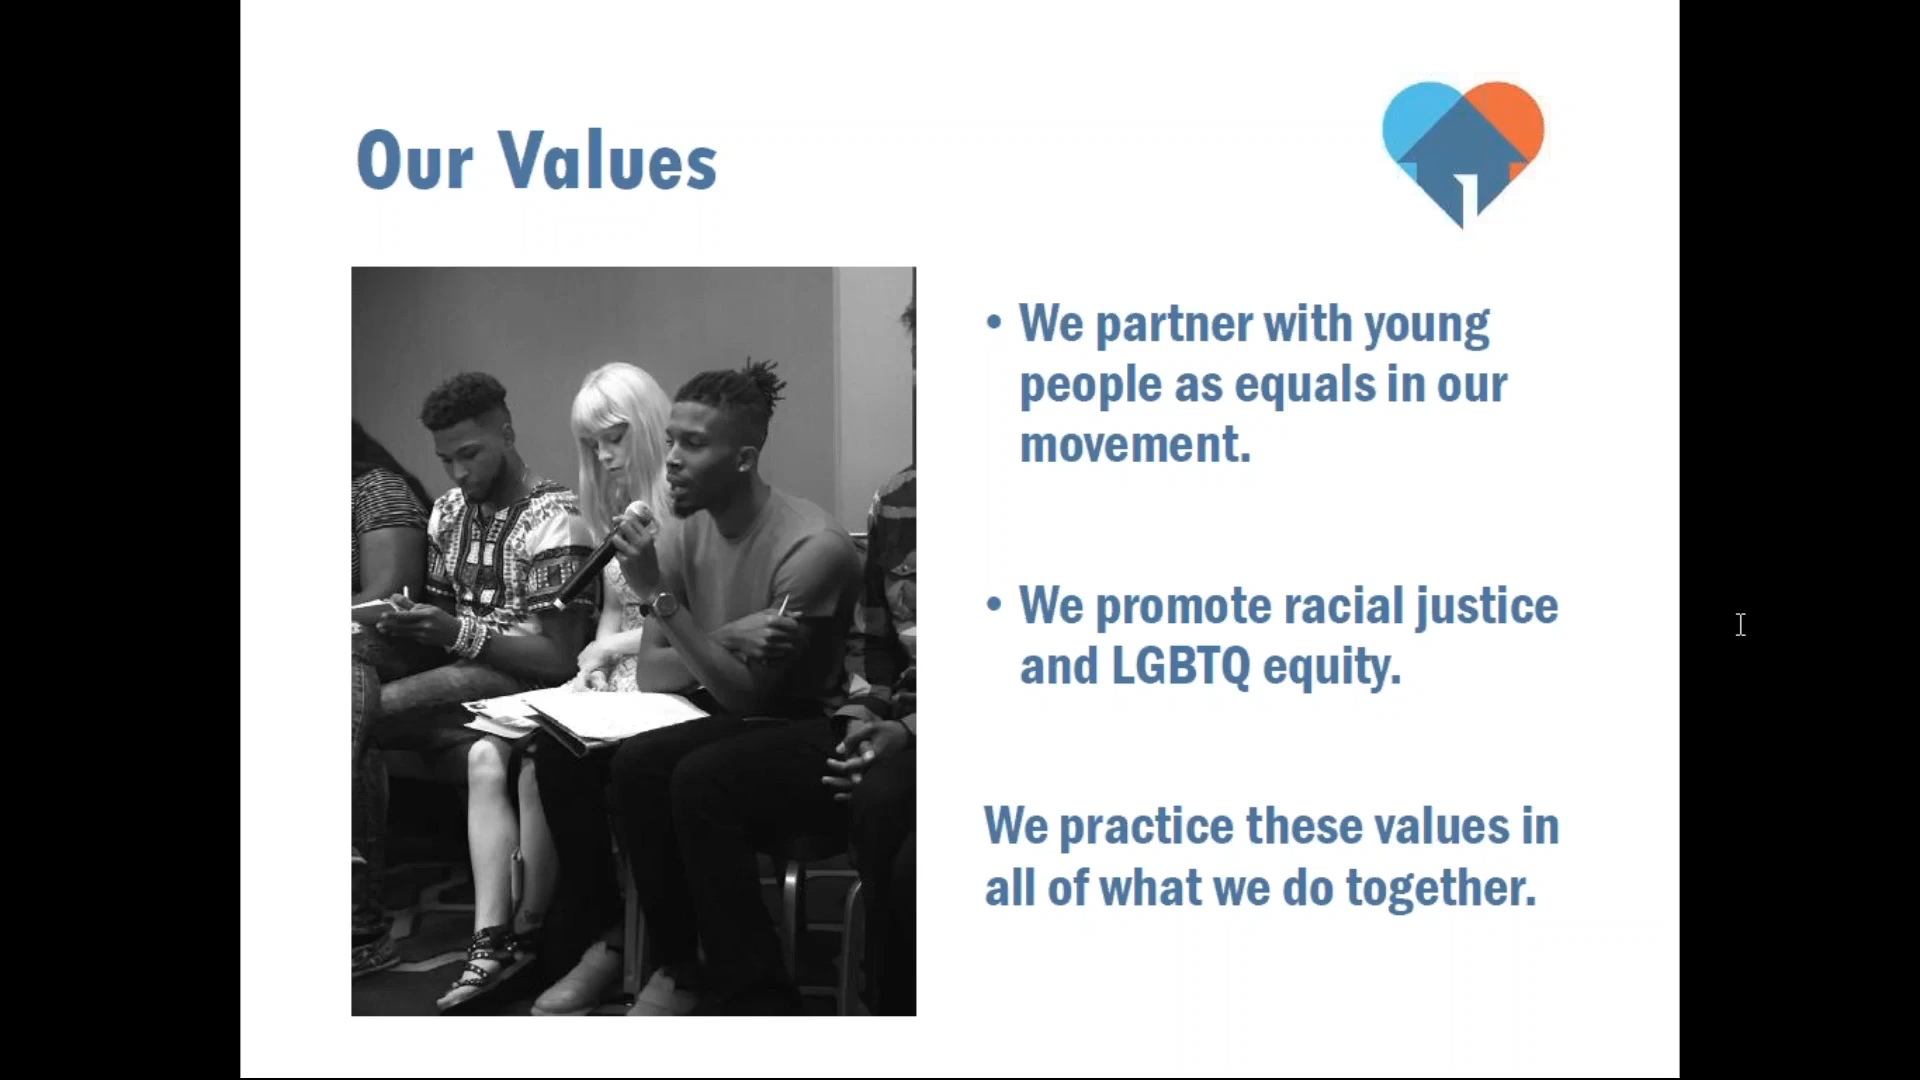 Our Values
• We partner with young
people as equals in our
movement.
• We promote racial justice
and LGBTQ equity.
We practice these values in
all of what we do together.